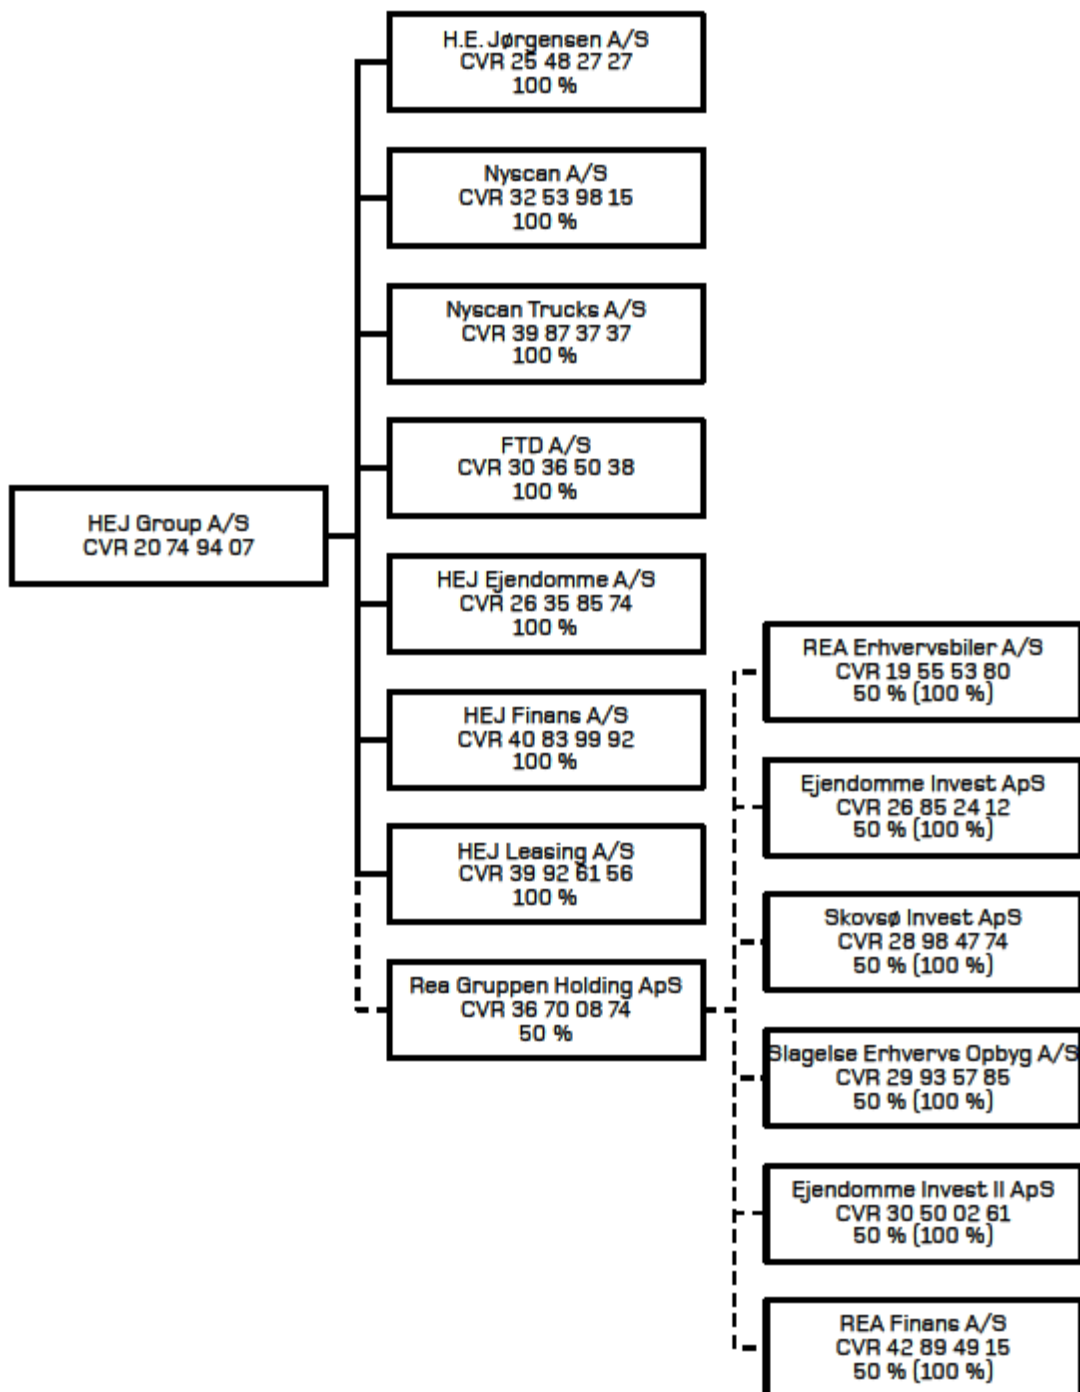 H.E. Jørgensen A/S
CVR 25 48 27 27
100 %
Nyscan A/S
CVR 32 53 98 15
100 %
Nyscan Trucks A/S
CVR 39 87 37 37
100 %
FTD A/S
CVR 30 36 50 38
100 %
HEJ Group A/S
CVR 20 74 94 07
HEJ Ejendomme A/S
CVR 26 35 85 74
100 %
HEJ Finans A/S
CVR 40 83 99 92
100 %
HEJ Leasing A/S
CVR 39 92 61 56
100 %
Rea Gruppen Holding ApS
CVR 36 70 08 74
50 %
REA Erhvervsbiler A/S
CVR 19 55 53 80
50 % (100 %)
Ejendomme Invest ApS
CVR 26 85 24 12
50 % (100 %)
Skovsø Invest ApS
CVR 28 98 47 74
50 % (100 %)
Slagelse Erhvervs Opbyg A/S
CVR 29 93 57 85
50 % (100 %)
Ejendomme Invest II ApS
CVR 30 50 02 61
50 % (100 %)
REA Finans A/S
CVR 42 89 49 15
50 % (100 %)